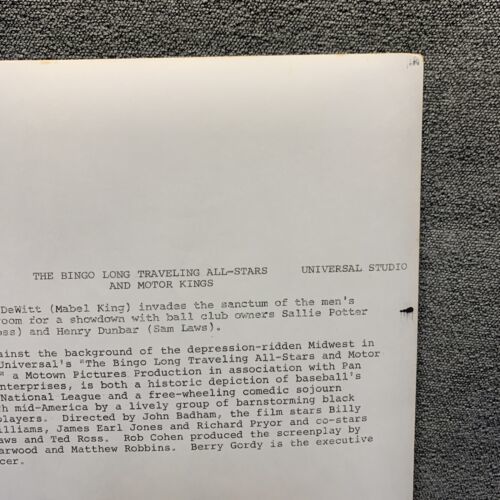 THE BINGO LONG TRAVELING ALL-STARS UNIVERSAL STUDIO
AND MOTOR KINGS
DeWitt (Mabel King) invades the sanctum of the men's
oom for a showdown with ball club owners Sallie Potter
oss) and Henry Dunbar (Sam Laws).
ainst the background of the depression-ridden Midwest in
Universal's "The Bingo Long Traveling All-Stars and Motor
" a Motown Pictures Production in association with Pan
nterprises, is both a historic depiction of baseball's
National League and a free-wheeling comedic sojourn
h mid-America by a lively group of barnstorming black
players. Directed by John Badham, the film stars Billy
illiams, James Earl Jones and Richard Pryor and co-stars
aws and Ted Ross. Rob Cohen produced the screenplay by
arwood and Matthew Robbins. Berry Gordy is the executive
cer.